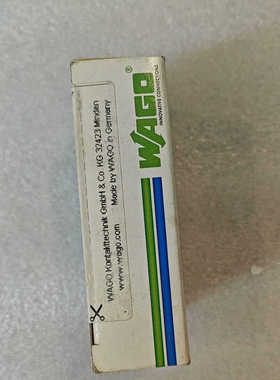 WAGO®
INNOVATIVE CONNECTIONS
WAGO Kontakttechnik GmbH & Co. KG 32423 Minden
Made by WAGO in Germany
www.wago.com